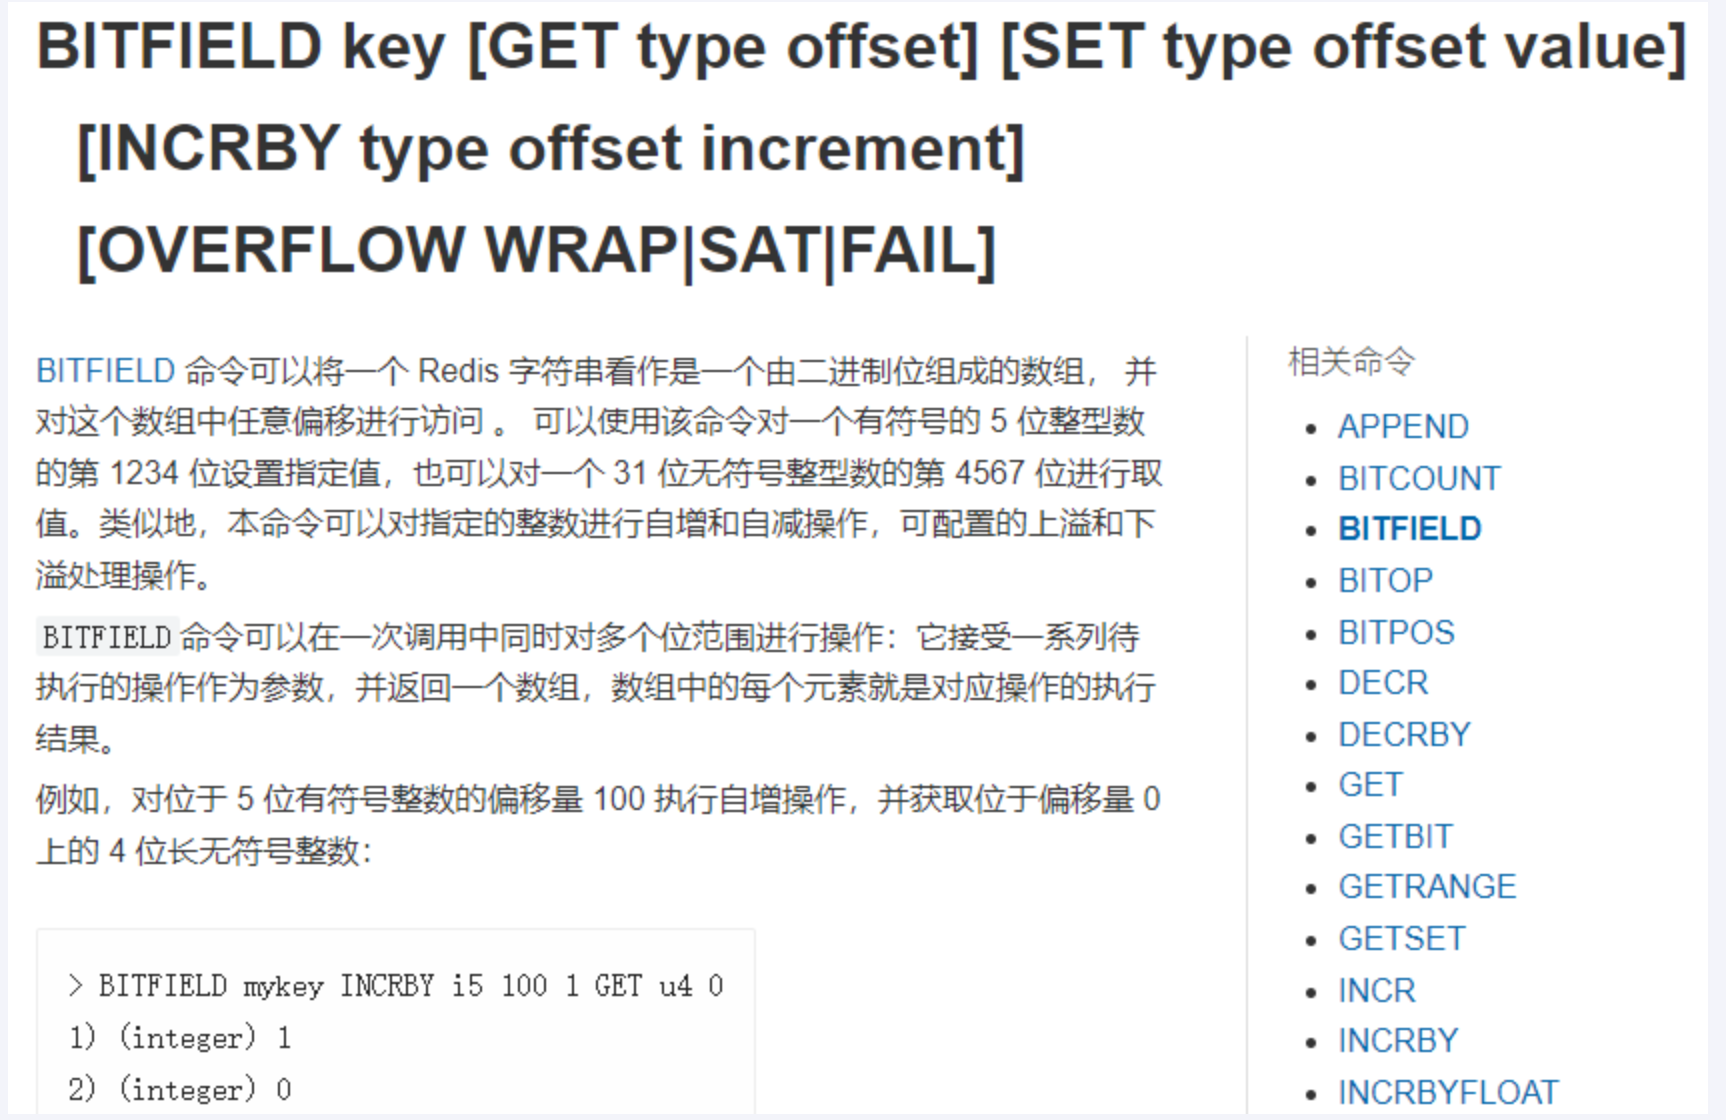 BITFIELD key [GET type offset] [SET type offset value]
[INCRBY type offset increment]
[OVERFLOW WRAP|SAT|FAIL]
BITFIELD 命令可以将一个 Redis 字符串看作是一个由二进制位组成的数组， 并
对这个数组中任意偏移进行访问 。 可以使用该命令对一个有符号的 5 位整型数
的第 1234 位设置指定值，也可以对一个 31 位无符号整型数的第 4567 位进行取
值。类似地，本命令可以对指定的整数进行自增和自减操作，可配置的上溢和下
溢处理操作。
BITFIELD 命令可以在一次调用中同时对多个位范围进行操作：它接受一系列待
执行的操作作为参数，并返回一个数组，数组中的每个元素就是对应操作的执行
结果。
例如，对位于 5 位有符号整数的偏移量 100 执行自增操作，并获取位于偏移量 0
上的 4 位长无符号整数：
> BITFIELD mykey INCRBY i5 100 1 GET u4 0
1) (integer) 1
2) (integer) 0
相关命令
APPEND
BITCOUNT
BITFIELD
BITOP
BITPOS
DECR
DECRBY
GET
GETBIT
GETRANGE
GETSET
INCR
INCRBY
INCRBYFLOAT